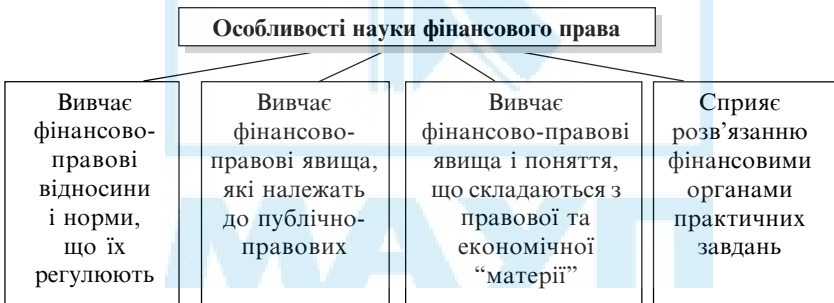 Особливості науки фінансового права
Вивчає
фінансово-
правові
відносини
і норми,
що їх
регулюють
Вивчає
фінансово-
правові явища,
які належать
до публічно-
правових
Вивчає
фінансово-правові
явища і поняття,
що складаються з
правової та
економічної
“матерії”
Сприяє
розв’язанню
фінансовими
органами
практичних
завдань
МАУП